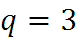 q = 3